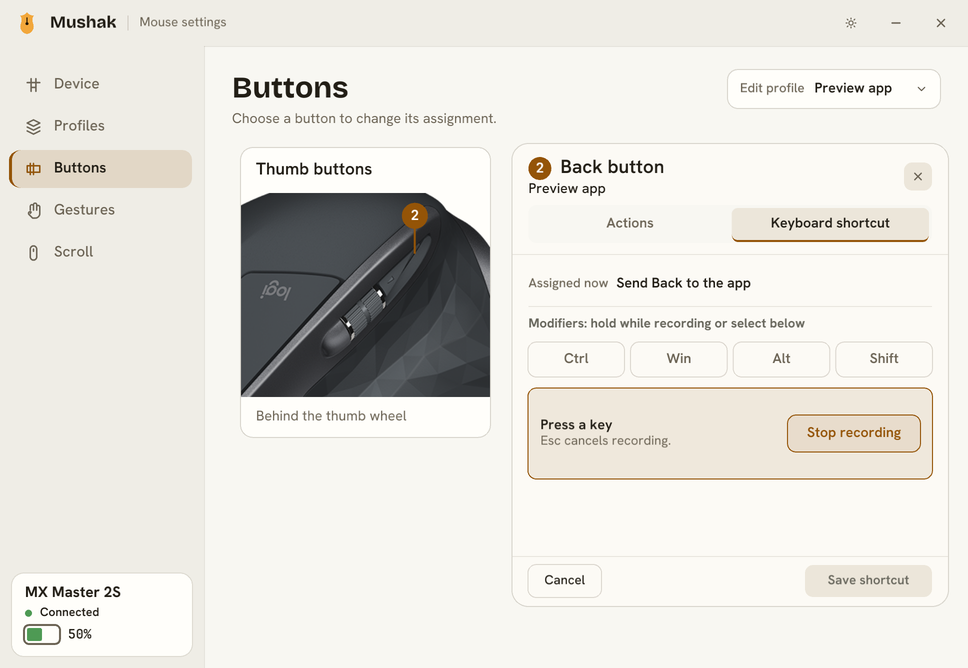 Mushak
Mouse settings
Device
Profiles
Buttons
Gestures
Scroll
MX Master 2S
Connected
50%
Buttons
Choose a button to change its assignment.
Edit profile Preview app
Thumb buttons
2
logi
Behind the thumb wheel
2 Back button
Preview app
Actions
Keyboard shortcut
Assigned now Send Back to the app
Modifiers: hold while recording or select below
Ctrl
Win
Alt
Shift
Press a key
Esc cancels recording.
Stop recording
Cancel
Save shortcut